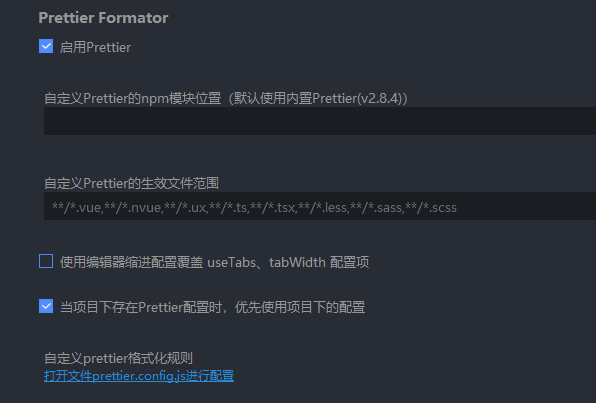 Prettier Formator
启用Prettier
自定义Prettier的npm模块位置（默认使用内置Prettier(v2.8.4)）
自定义Prettier的生效文件范围
**/*.vue,**/*.nvue,**/*.ux,**/*.ts,**/*.tsx,**/*.less,**/*.sass,**/*.scss
使用编辑器缩进配置覆盖 useTabs、tabWidth 配置项
当项目下存在Prettier配置时，优先使用项目下的配置
自定义prettier格式化规则
打开文件prettier.config.js进行配置